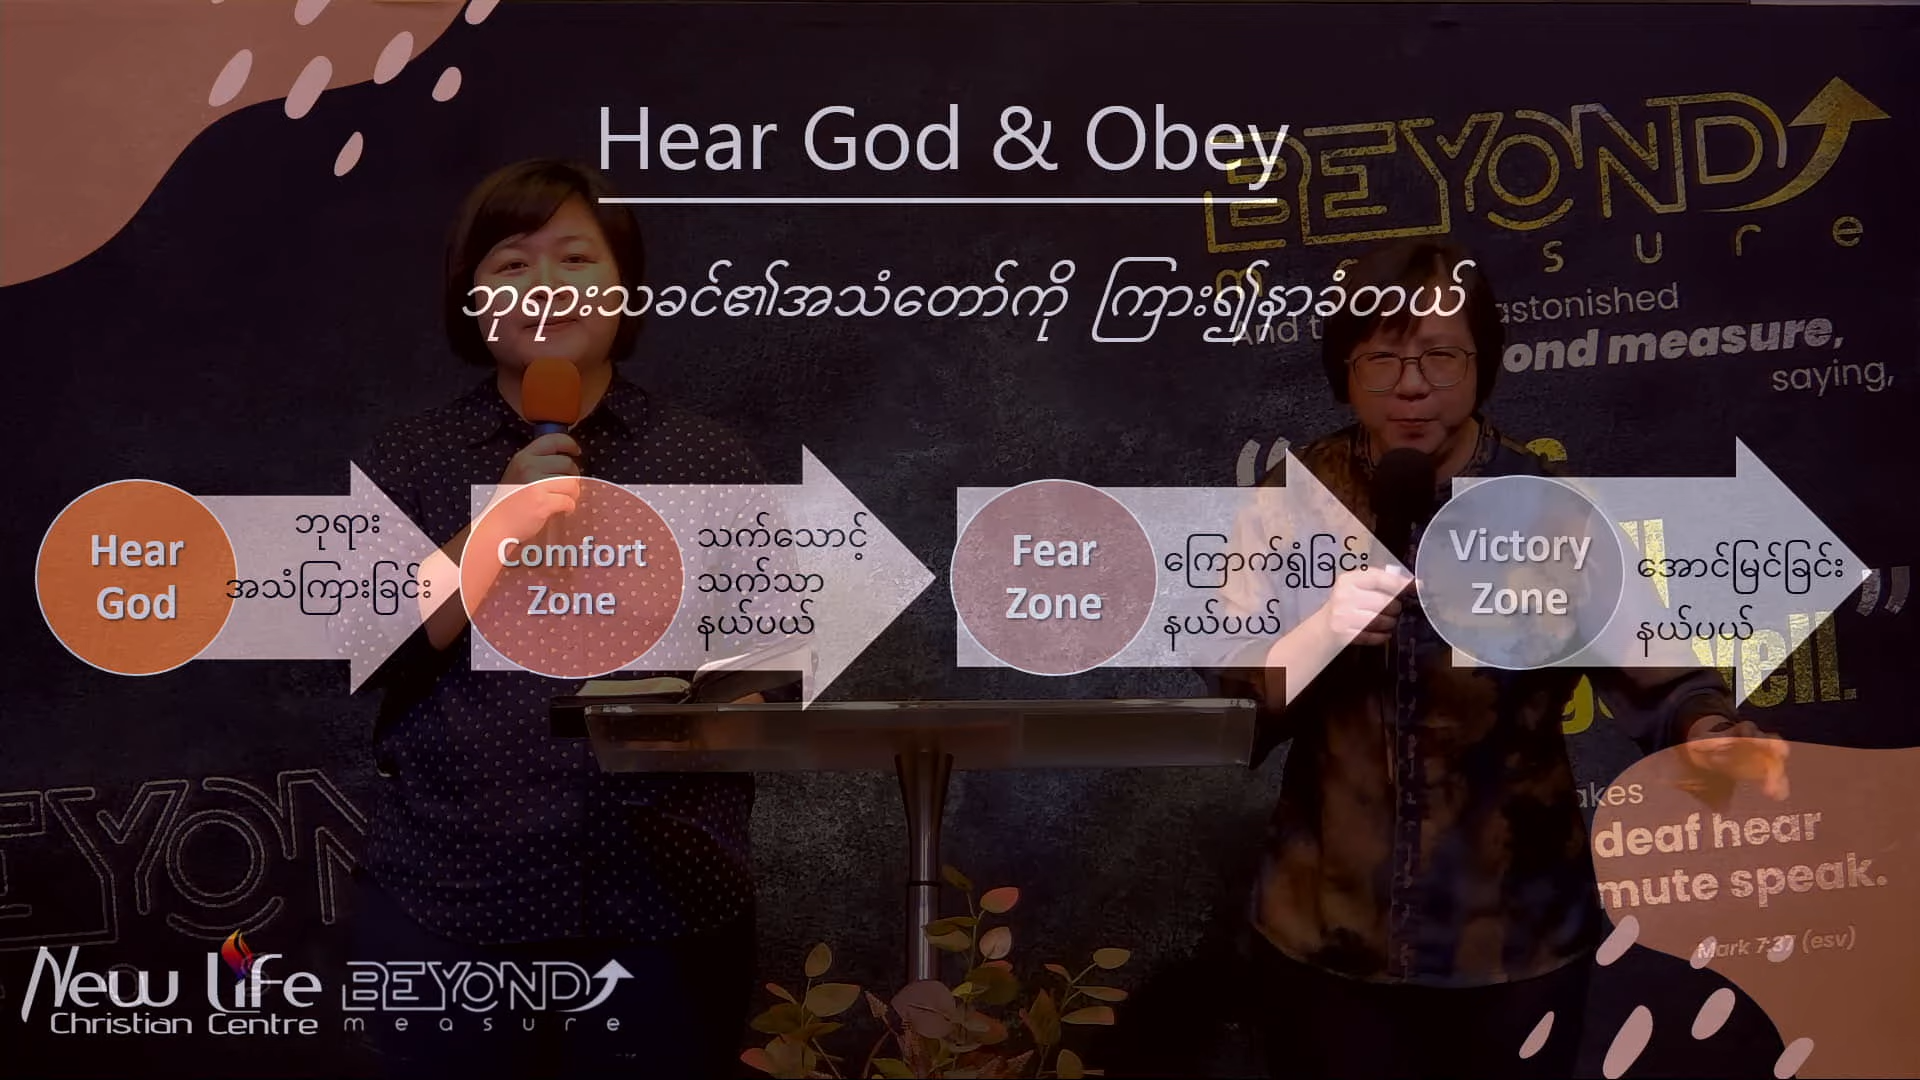 Hear God & Obey
BEYOND
measure
ဘုရားသခင်၏အသံတော်ကို ကြား၍နာခံတယ်
astonished
ond measure,
saying,
Hear
God
ဘုရား
အသံကြားခြင်း
Comfort
Zone
သက်သောင့်
သက်သာ
နယ်ပယ်
Fear
Zone
ကြောက်ရွံ့ခြင်း
နယ်ပယ်
Victory
Zone
အောင်မြင်ခြင်း
နယ်ပယ်
deaf hear
mute speak.
Mark 7:37 (esv)
New Life
Christian Centre
BEYOND
measure